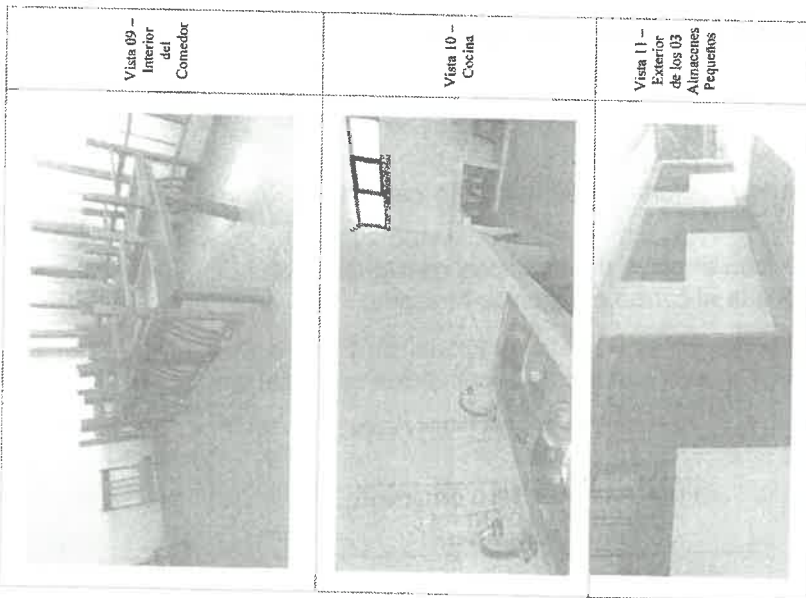 Vista 09 –
Interior
del
Comedor
Vista 10 –
Cocina
Vista 11 –
Exterior
de los 03
Almacenes
Pequeños